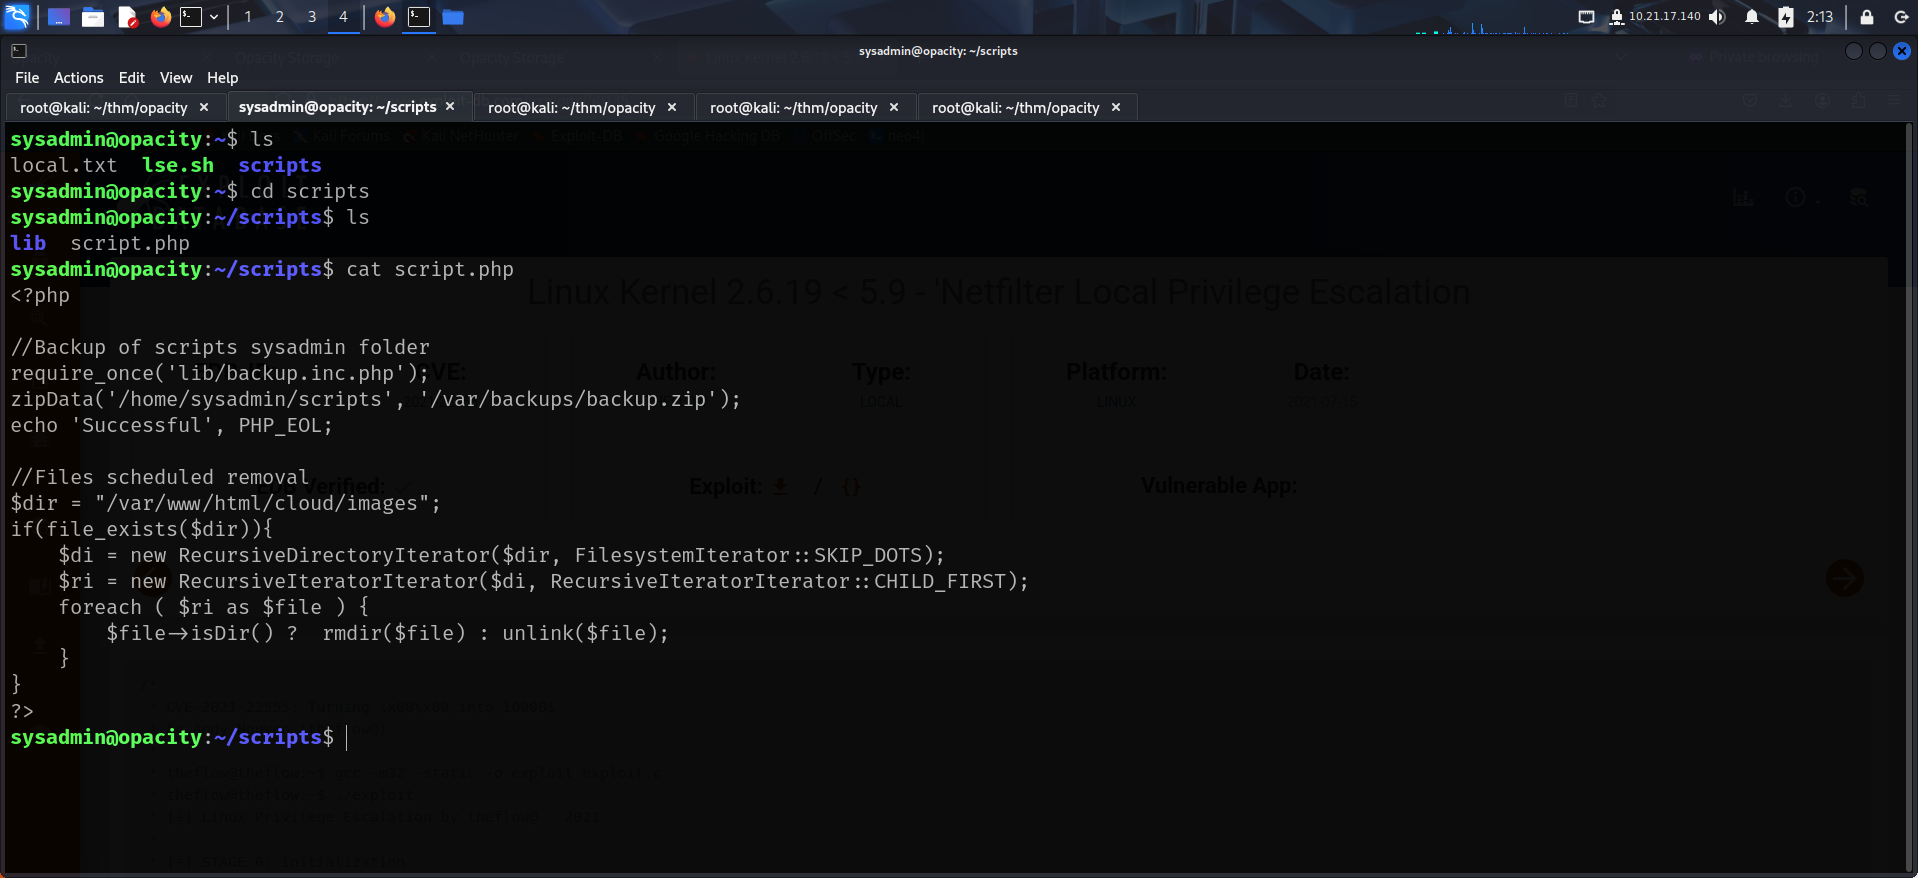 1 2 3 4 10.21.17.140 2:13
sysadmin@opacity: ~/scripts
File Actions Edit View Help
root@kali: ~/thm/opacity × sysadmin@opacity: ~/scripts × root@kali: ~/thm/opacity × root@kali: ~/thm/opacity × root@kali: ~/thm/opacity ×
sysadmin@opacity:~$ ls
local.txt lse.sh scripts
sysadmin@opacity:~$ cd scripts
sysadmin@opacity:~/scripts$ ls
lib script.php
sysadmin@opacity:~/scripts$ cat script.php
<?php
Linux Kernel 2.6.19 < 5.9 - 'Netfilter Local Privilege Escalation
//Backup of scripts sysadmin folder
require_once('lib/backup.inc.php');
CVE: Author: Type: Platform: Date:
zipData('/home/sysadmin/scripts', '/var/backups/backup.zip');
LOCAL LINUX
echo 'Successful', PHP_EOL;
//Files scheduled removal
Verified: Exploit: / {} Vulnerable App:
$dir = "/var/www/html/cloud/images";
if(file_exists($dir)){
    $di = new RecursiveDirectoryIterator($dir, FilesystemIterator::SKIP_DOTS);
    $ri = new RecursiveIteratorIterator($di, RecursiveIteratorIterator::CHILD_FIRST);
    foreach ( $ri as $file ) {
        $file->isDir() ?  rmdir($file) : unlink($file);
    }
}
?>
sysadmin@opacity:~/scripts$